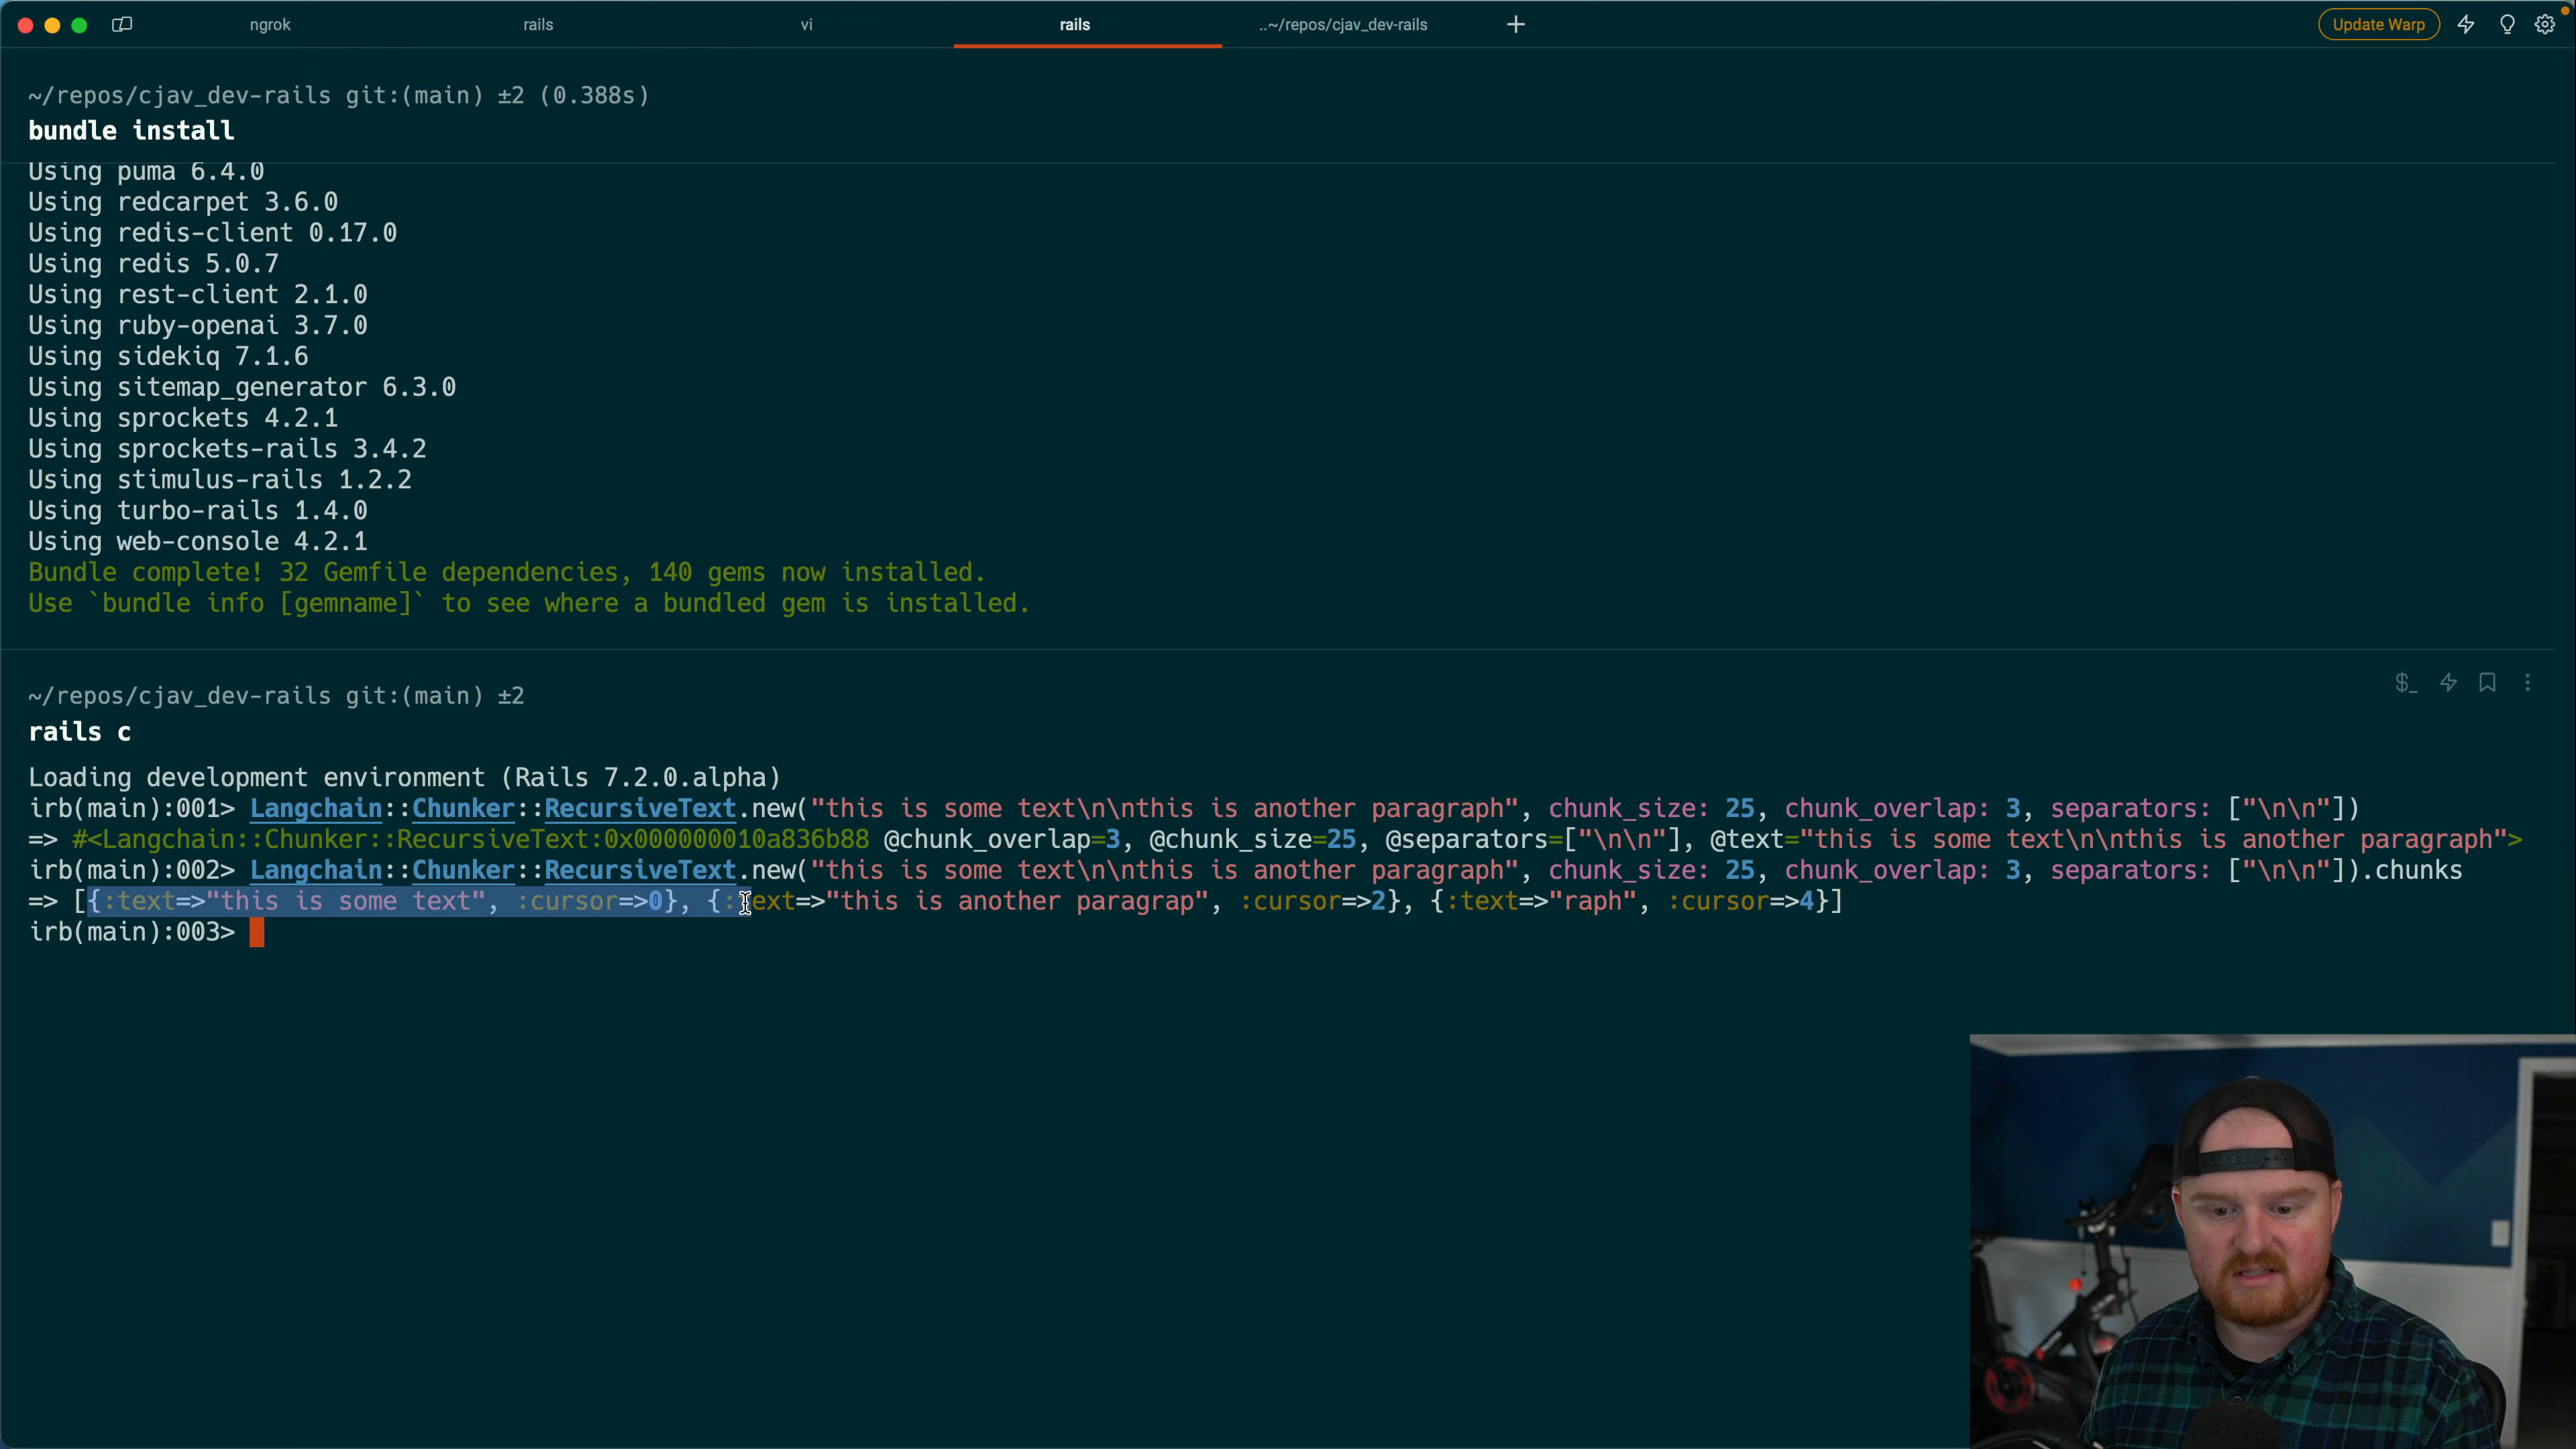 ngrok rails vi rails ..~/repos/cjav_dev-rails + Update Warp
~/repos/cjav_dev-rails git:(main) ±2 (0.388s)
bundle install
Using puma 6.4.0
Using redcarpet 3.6.0
Using redis-client 0.17.0
Using redis 5.0.7
Using rest-client 2.1.0
Using ruby-openai 3.7.0
Using sidekiq 7.1.6
Using sitemap_generator 6.3.0
Using sprockets 4.2.1
Using sprockets-rails 3.4.2
Using stimulus-rails 1.2.2
Using turbo-rails 1.4.0
Using web-console 4.2.1
Bundle complete! 32 Gemfile dependencies, 140 gems now installed.
Use `bundle info [gemname]` to see where a bundled gem is installed.
~/repos/cjav_dev-rails git:(main) ±2
rails c
Loading development environment (Rails 7.2.0.alpha)
irb(main):001> Langchain::Chunker::RecursiveText.new("this is some text\n\nthis is another paragraph", chunk_size: 25, chunk_overlap: 3, separators: ["\n\n"])
=> #<Langchain::Chunker::RecursiveText:0x000000010a836b88 @chunk_overlap=3, @chunk_size=25, @separators=["\n\n"], @text="this is some text\n\nthis is another paragraph">
irb(main):002> Langchain::Chunker::RecursiveText.new("this is some text\n\nthis is another paragraph", chunk_size: 25, chunk_overlap: 3, separators: ["\n\n"]).chunks
=> [{:text=>"this is some text", :cursor=>0}, {:text=>"this is another paragrap", :cursor=>2}, {:text=>"raph", :cursor=>4}]
irb(main):003>